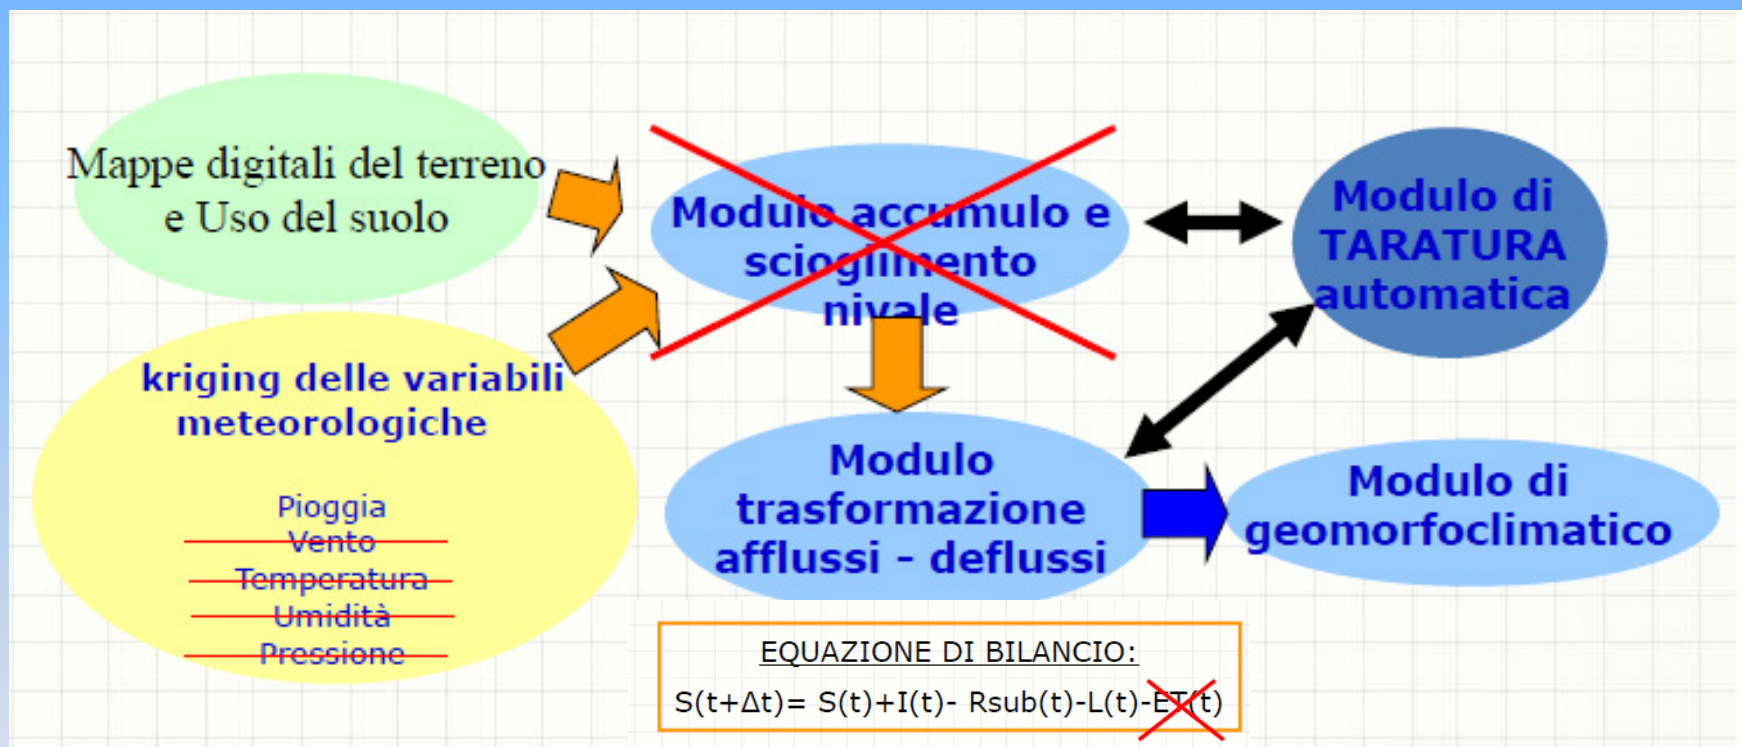 Mappe digitali del terreno
e Uso del suolo
kriging delle variabili
meteorologiche
Pioggia
Vento
Temperatura
Umidità
Pressione
Modulo accumulo e
scioglimento
nivale
Modulo di
TARATURA
automatica
Modulo
trasformazione
afflussi - deflussi
Modulo di
geomorfoclimatico
EQUAZIONE DI BILANCIO:
S(t+Δt)= S(t)+I(t)- Rsub(t)-L(t)-ET(t)